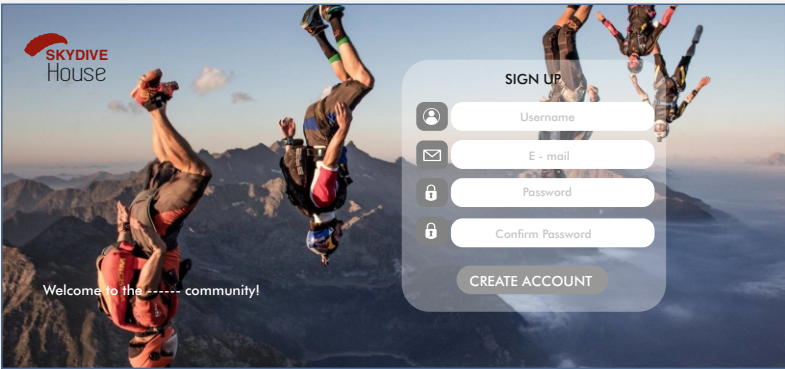 SKYDIVE
House
SIGN UP
Username
E - mail
Password
Confirm Password
CREATE ACCOUNT
Welcome to the ------ community!